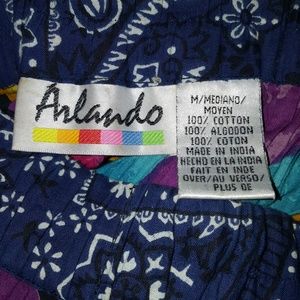 Arlando
M/MEDIANO/
MOYEN
100% COTTON
100% ALGODON
100% COTON
MADE IN INDIA
HECHO EN LA INDIA
FAIT EN INDE
OVER/AU VERSO/
PLUS DE